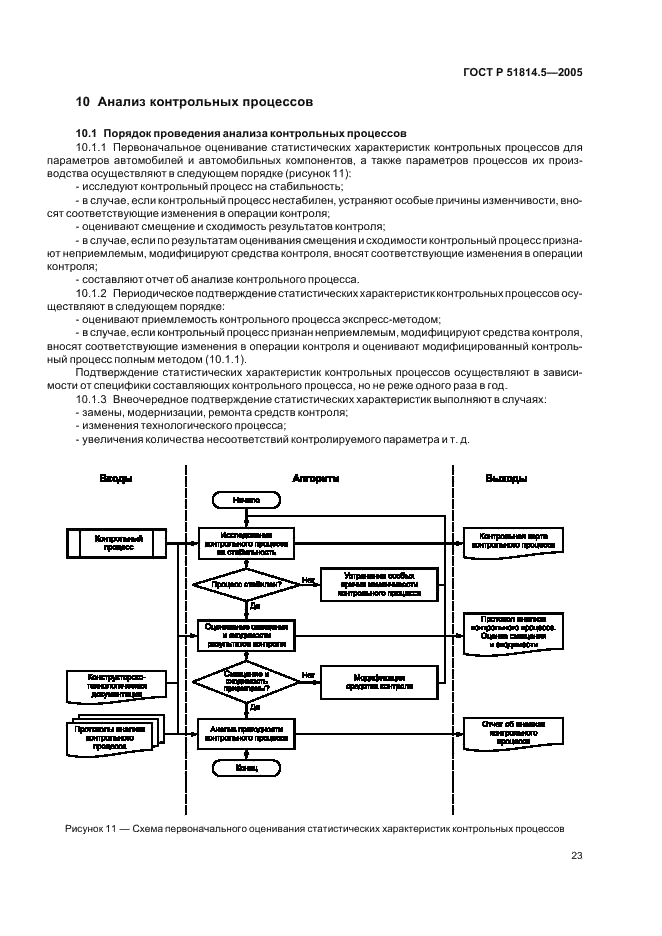 ГОСТ Р 51814.5—2005
10 Анализ контрольных процессов
10.1 Порядок проведения анализа контрольных процессов
10.1.1 Первоначальное оценивание статистических характеристик контрольных процессов для
параметров автомобилей и автомобильных компонентов, а также параметров процессов их произ-
водства осуществляют в следующем порядке (рисунок 11):
- исследуют контрольный процесс на стабильность;
- в случае, если контрольный процесс нестабилен, устраняют особые причины изменчивости, вно-
сят соответствующие изменения в операции контроля;
- оценивают смещение и сходимость результатов контроля;
- в случае, если по результатам оценивания смещения и сходимости контрольный процесс призна-
ют неприемлемым, модифицируют средства контроля, вносят соответствующие изменения в операции
контроля;
- составляют отчет об анализе контрольного процесса.
10.1.2 Периодическое подтверждение статистических характеристик контрольных процессов осу-
ществляют в следующем порядке:
- оценивают приемлемость контрольного процесса экспресс-методом;
- в случае, если контрольный процесс признан неприемлемым, модифицируют средства контроля,
вносят соответствующие изменения в операции контроля и оценивают модифицированный контроль-
ный процесс полным методом (10.1.1).
Подтверждение статистических характеристик контрольных процессов осуществляют в зависи-
мости от специфики составляющих контрольного процесса, но не реже одного раза в год.
10.1.3 Внеочередное подтверждение статистических характеристик выполняют в случаях:
- замены, модернизации, ремонта средств контроля;
- изменения технологического процесса;
- увеличения количества несоответствий контролируемого параметра и т. д.
Входы
Алгоритм
Выходы
Начало
Контрольный
процесс
Исследование
контрольного процесса
на стабильность
Контрольная карта
контрольного процесса
Процесс стабилен?
Нет
Устранение особых
причин изменчивости
контрольного процесса
Да
Оценивание смещения
и сходимости
результатов контроля
Протокол анализа
контрольного процесса.
Оценка смещения
и сходимости
Конструкторско-
технологическая
документация
Смещение и
сходимость
приемлемы?
Нет
Модификация
средства контроля
Да
Протоколы анализа
контрольного
процесса
Анализ пригодности
контрольного процесса
Отчет об анализе
контрольного
процесса
Конец
Рисунок 11 — Схема первоначального оценивания статистических характеристик контрольных процессов
23